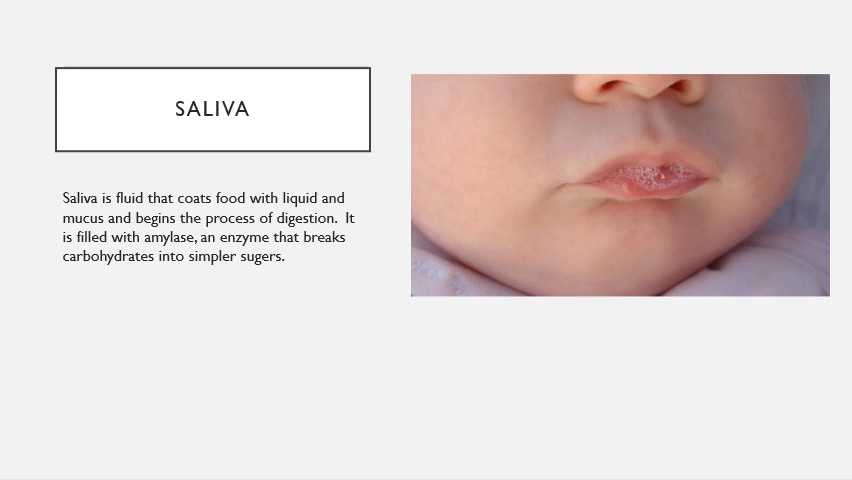 SALIVA
Saliva is fluid that coats food with liquid and
mucus and begins the process of digestion.  It
is filled with amylase, an enzyme that breaks
carbohydrates into simpler sugers.